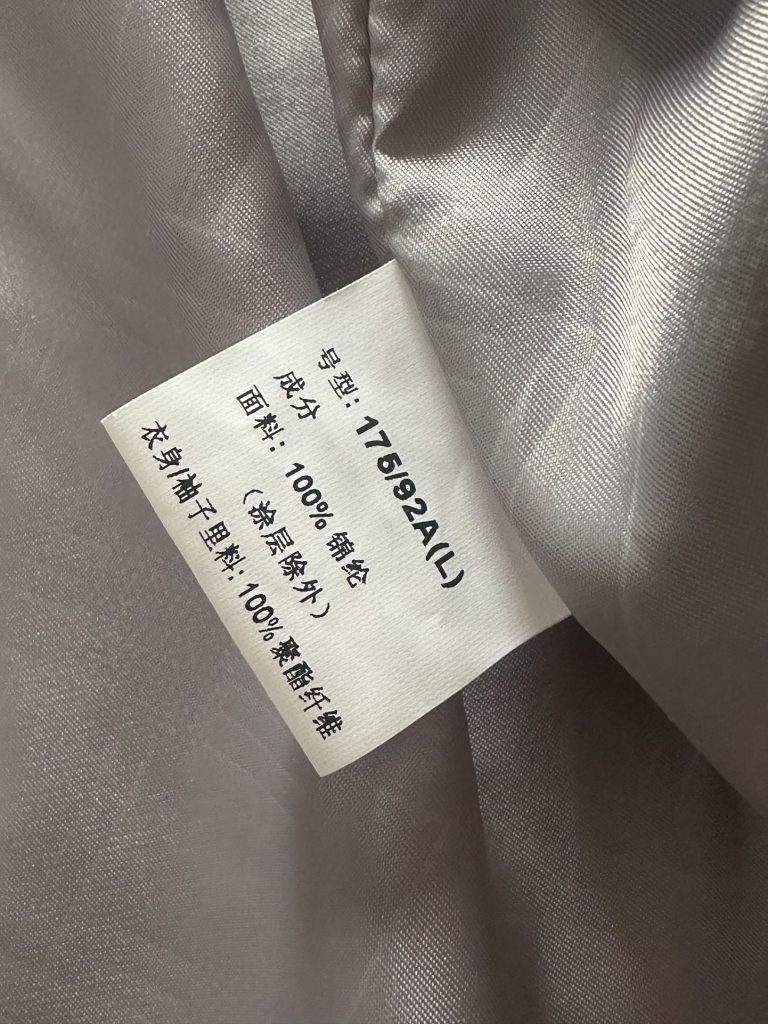 号型：175/92A(L)
成分
面料：100% 锦纶
（涂层除外）
衣身/袖子里料：100% 聚酯纤维